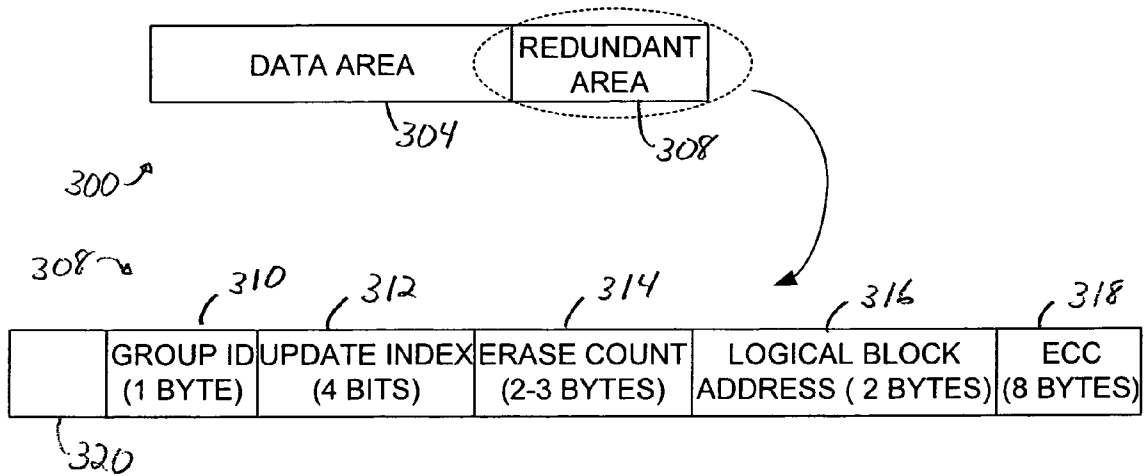 DATA AREA
REDUNDANT
AREA
304
308
300
308
310
312
314
316
318
GROUP ID
(1 BYTE)
UPDATE INDEX
(4 BITS)
ERASE COUNT
(2-3 BYTES)
LOGICAL BLOCK
ADDRESS ( 2 BYTES)
ECC
(8 BYTES)
320